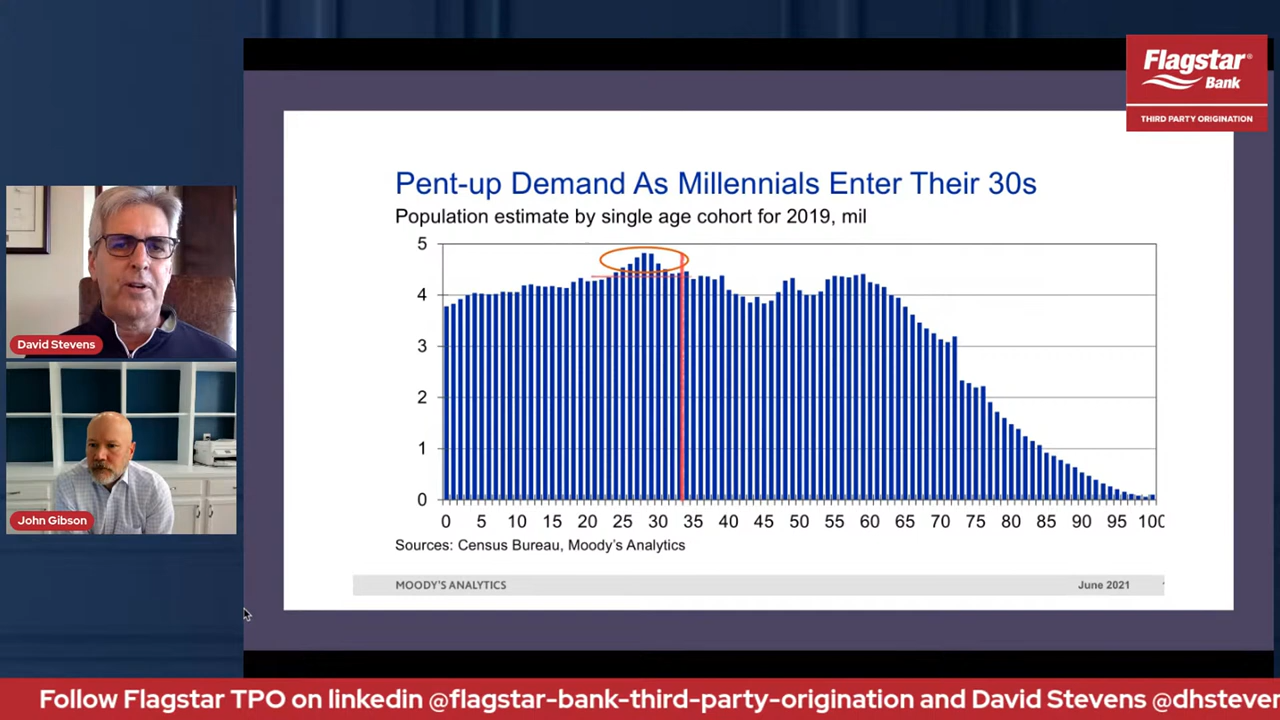 Flagstar®
Bank
THIRD PARTY ORIGINATION
David Stevens
John Gibson
Pent-up Demand As Millennials Enter Their 30s
Population estimate by single age cohort for 2019, mil
5
4
3
2
1
0
0 5 10 15 20 25 30 35 40 45 50 55 60 65 70 75 80 85 90 95 100
Sources: Census Bureau, Moody's Analytics
MOODY'S ANALYTICS June 2021
Follow Flagstar TPO on linkedin @flagstar-bank-third-party-origination and David Stevens @dhsteven